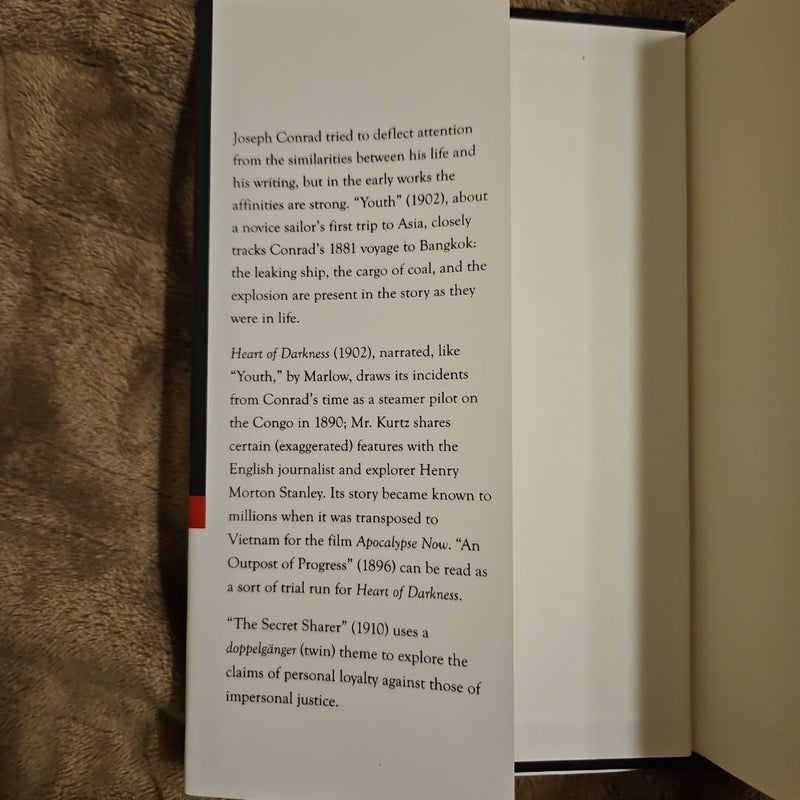 Joseph Conrad tried to deflect attention
from the similarities between his life and
his writing, but in the early works the
affinities are strong. “Youth” (1902), about
a novice sailor’s first trip to Asia, closely
tracks Conrad’s 1881 voyage to Bangkok:
the leaking ship, the cargo of coal, and the
explosion are present in the story as they
were in life.
Heart of Darkness (1902), narrated, like
“Youth,” by Marlow, draws its incidents
from Conrad’s time as a steamer pilot on
the Congo in 1890; Mr. Kurtz shares
certain (exaggerated) features with the
English journalist and explorer Henry
Morton Stanley. Its story became known to
millions when it was transposed to
Vietnam for the film Apocalypse Now. “An
Outpost of Progress” (1896) can be read as
a sort of trial run for Heart of Darkness.
“The Secret Sharer” (1910) uses a
doppelgänger (twin) theme to explore the
claims of personal loyalty against those of
impersonal justice.